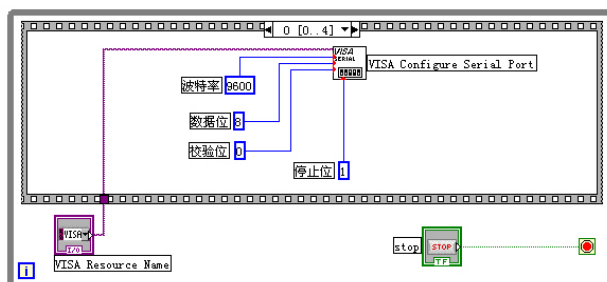 0 [0..4]
VISA
SERIAL
VISA Configure Serial Port
波特率 9600
数据位 8
校验位 0
停止位 1
VISA
I/O
VISA Resource Name
stop STOP
TF
i